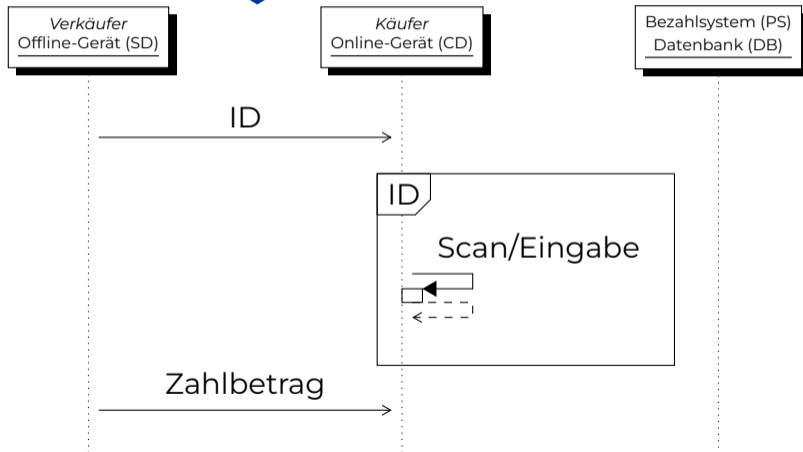 Verkäufer
Offline-Gerät (SD)
Käufer
Online-Gerät (CD)
Bezahlsystem (PS)
Datenbank (DB)
ID
ID
Scan/Eingabe
Zahlbetrag